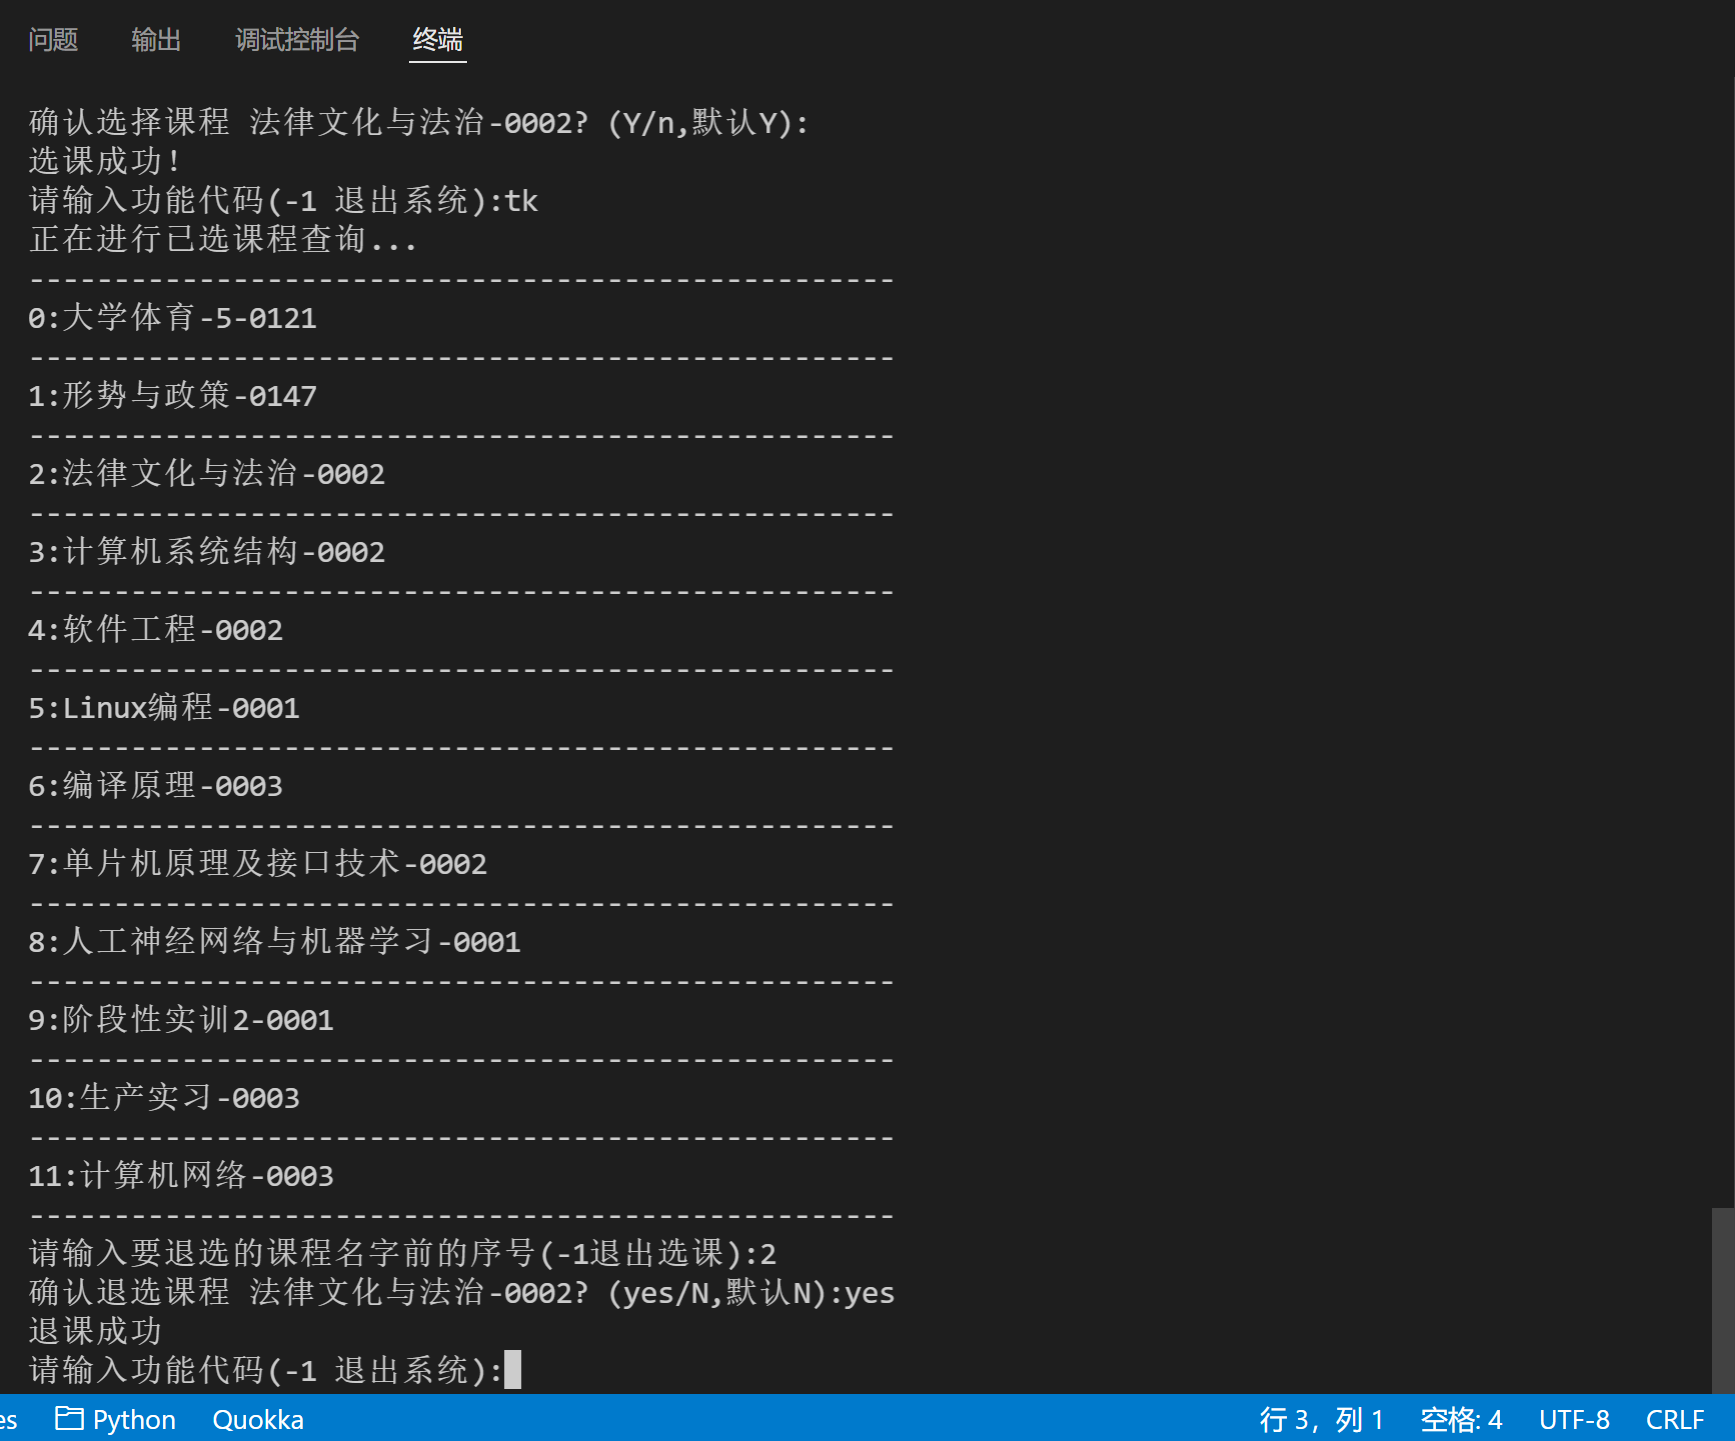 问题 输出 调试控制台 终端
确认选择课程 法律文化与法治-0002? (Y/n,默认Y):
选课成功!
请输入功能代码(-1 退出系统):tk
正在进行已选课程查询...
---------------------------------------------------
0:大学体育-5-0121
---------------------------------------------------
1:形势与政策-0147
---------------------------------------------------
2:法律文化与法治-0002
---------------------------------------------------
3:计算机系统结构-0002
---------------------------------------------------
4:软件工程-0002
---------------------------------------------------
5:Linux编程-0001
---------------------------------------------------
6:编译原理-0003
---------------------------------------------------
7:单片机原理及接口技术-0002
---------------------------------------------------
8:人工神经网络与机器学习-0001
---------------------------------------------------
9:阶段性实训2-0001
---------------------------------------------------
10:生产实习-0003
---------------------------------------------------
11:计算机网络-0003
---------------------------------------------------
请输入要退选的课程名字前的序号(-1退出选课):2
确认退选课程 法律文化与法治-0002? (yes/N,默认N):yes
退课成功
请输入功能代码(-1 退出系统):
es Python Quokka 行 3，列 1 空格: 4 UTF-8 CRLF